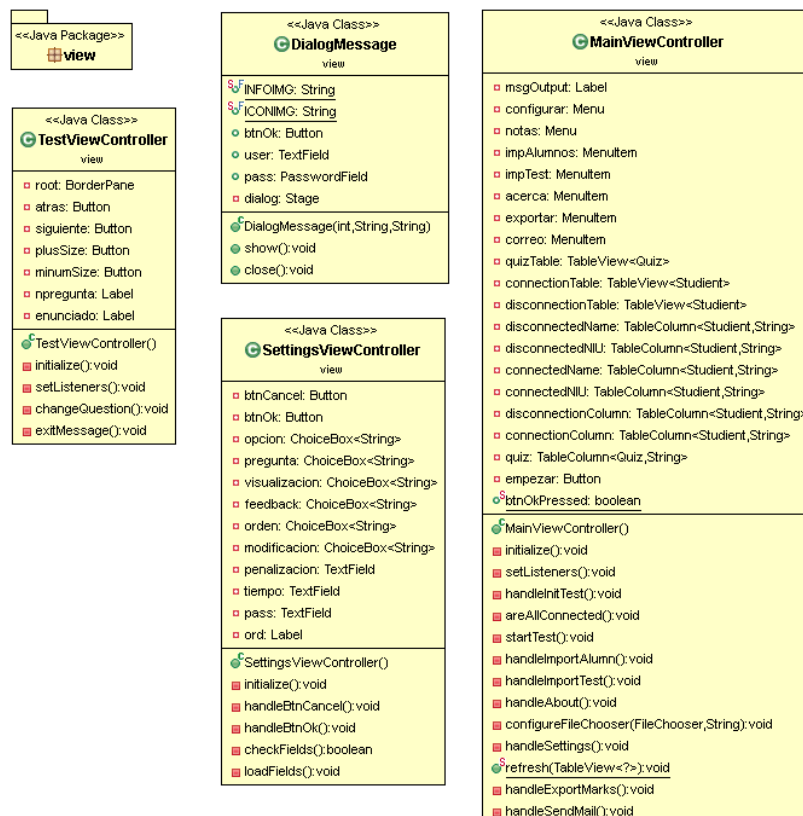 <<Java Package>>
view
<<Java Class>>
TestViewController
view
root: BorderPane
atras: Button
siguiente: Button
plusSize: Button
minumSize: Button
npregunta: Label
enunciado: Label
TestViewController()
initialize():void
setListeners():void
changeQuestion():void
exitMessage():void
<<Java Class>>
DialogMessage
view
INFOIMG: String
ICONIMG: String
btnOk: Button
user: TextField
pass: PasswordField
dialog: Stage
DialogMessage(int,String,String)
show():void
close():void
<<Java Class>>
SettingsViewController
view
btnCancel: Button
btnOk: Button
opcion: ChoiceBox<String>
pregunta: ChoiceBox<String>
visualizacion: ChoiceBox<String>
feedback: ChoiceBox<String>
orden: ChoiceBox<String>
modificacion: ChoiceBox<String>
penalizacion: TextField
tiempo: TextField
pass: TextField
ord: Label
SettingsViewController()
initialize():void
handleBtnCancel():void
handleBtnOk():void
checkFields():boolean
loadFields():void
<<Java Class>>
MainViewController
view
msgOutput: Label
configurar: Menu
notas: Menu
impAlumnos: MenuItem
impTest: MenuItem
acerca: MenuItem
exportar: MenuItem
correo: MenuItem
quizTable: TableView<Quiz>
connectionTable: TableView<Studient>
disconnectionTable: TableView<Studient>
disconnectedName: TableColumn<Studient,String>
disconnectedNIU: TableColumn<Studient,String>
connectedName: TableColumn<Studient,String>
connectedNIU: TableColumn<Studient,String>
disconnectionColumn: TableColumn<Studient,String>
connectionColumn: TableColumn<Studient,String>
quiz: TableColumn<Quiz,String>
empezar: Button
btnOkPressed: boolean
MainViewController()
initialize():void
setListeners():void
handleInitTest():void
areAllConnected():void
startTest():void
handleImportAlumn():void
handleImportTest():void
handleAbout():void
configureFileChooser(FileChooser,String):void
handleSettings():void
refresh(TableView<?>):void
handleExportMarks():void
handleSendMail():void